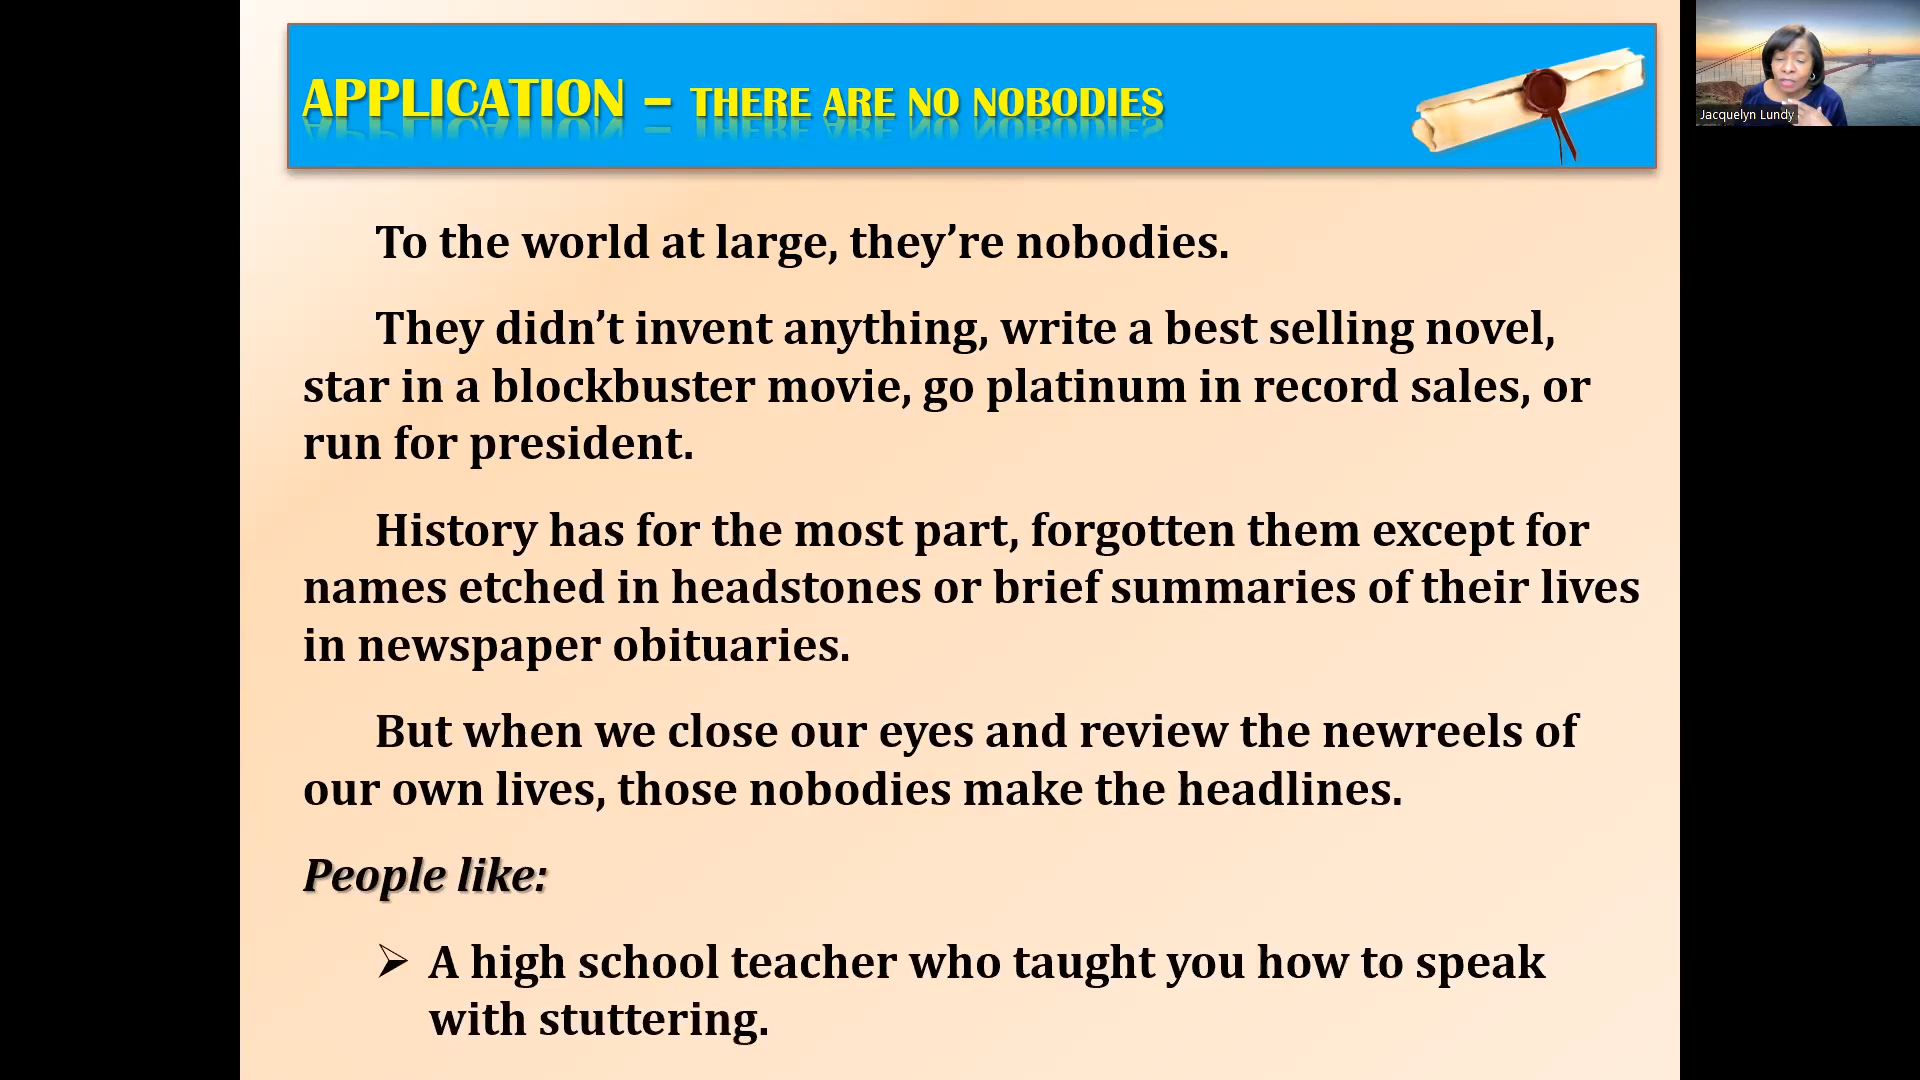 APPLICATION – THERE ARE NO NOBODIES
Jacquelyn Lundy
To the world at large, they’re nobodies.
They didn’t invent anything, write a best selling novel,
star in a blockbuster movie, go platinum in record sales, or
run for president.
History has for the most part, forgotten them except for
names etched in headstones or brief summaries of their lives
in newspaper obituaries.
But when we close our eyes and review the newreels of
our own lives, those nobodies make the headlines.
People like:
➢ A high school teacher who taught you how to speak
with stuttering.